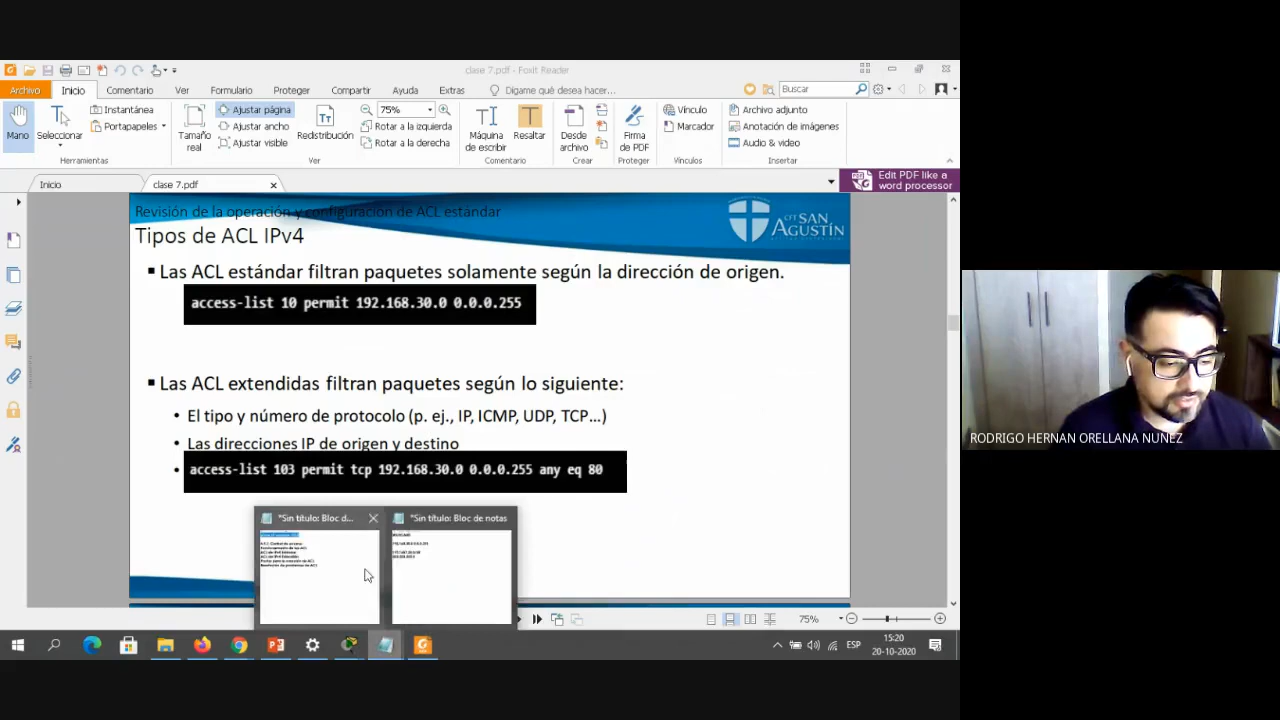 clase 7.pdf - Foxit Reader
Archivo Inicio Comentario Ver Formulario Proteger Compartir Ayuda Extras Dígame qué desea hacer... Buscar
Mano
Seleccionar
Instantánea
Portapapeles
Herramientas
Tamaño real
Ajustar página
Ajustar ancho
Ajustar visible
Redistribución
75%
Rotar a la izquierda
Rotar a la derecha
Ver
Máquina de escribir
Resaltar
Comentario
Desde archivo
Crear
Firma de PDF
Proteger
Vínculo
Marcador
Vínculos
Archivo adjunto
Anotación de imágenes
Audio & video
Insertar
Inicio
clase 7.pdf
Edit PDF like a word processor
Revisión de la operación y configuración de ACL estándar
Tipos de ACL IPv4
SAN AGUSTÍN
▪ Las ACL estándar filtran paquetes solamente según la dirección de origen.
access-list 10 permit 192.168.30.0 0.0.0.255
▪ Las ACL extendidas filtran paquetes según lo siguiente:
• El tipo y número de protocolo (p. ej., IP, ICMP, UDP, TCP...)
• Las direcciones IP de origen y destino
• access-list 103 permit tcp 192.168.30.0 0.0.0.255 any eq 80
*Sin título: Bloc d...
*Sin título: Bloc de notas
75%
ESP
15:20
20-10-2020
RODRIGO HERNAN ORELLANA NUNEZ